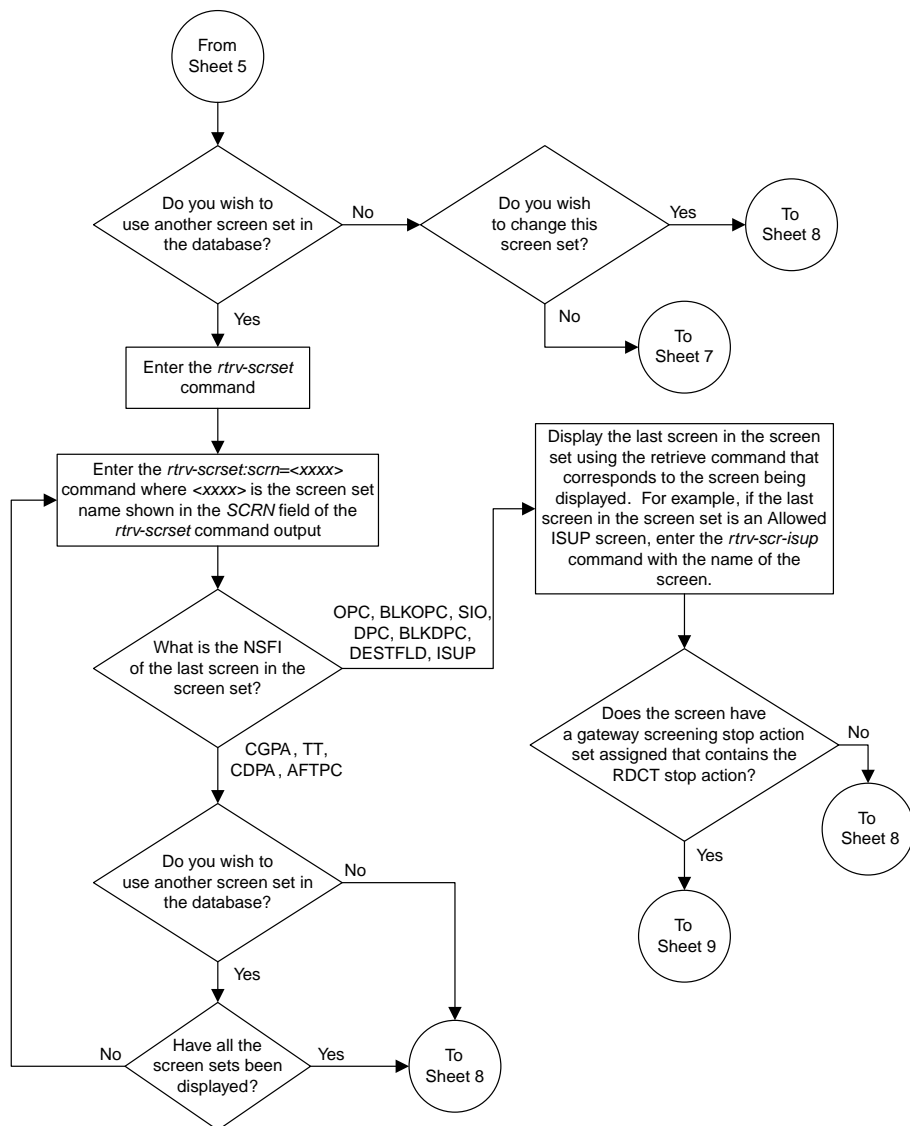 From
Sheet 5
Do you wish to
use another screen set in
the database?
No
Do you wish
to change this
screen set?
Yes
To
Sheet 8
Yes
No
To
Sheet 7
Enter the rtrv-scrset
command
Enter the rtrv-scrset:scrn=<xxxx>
command where <xxxx> is the screen set
name shown in the SCRN field of the
rtrv-scrset command output
Display the last screen in the screen
set using the retrieve command that
corresponds to the screen being
displayed. For example, if the last
screen in the screen set is an Allowed
ISUP screen, enter the rtrv-scr-isup
command with the name of the
screen.
What is the NSFI
of the last screen in the
screen set?
OPC, BLKOPC, SIO,
DPC, BLKDPC,
DESTFLD, ISUP
CGPA, TT,
CDPA, AFTPC
Does the screen have
a gateway screening stop action
set assigned that contains the
RDCT stop action?
No
To
Sheet 8
Yes
To
Sheet 9
Do you wish to
use another screen set in
the database?
No
Yes
Have all the
screen sets been
displayed?
No
Yes
To
Sheet 8